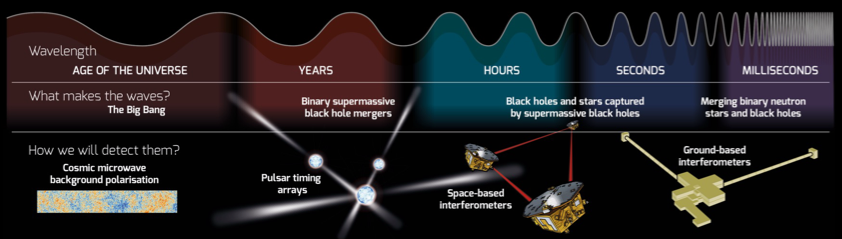 Wavelength
AGE OF THE UNIVERSE
YEARS
HOURS
SECONDS
MILLISECONDS
What makes the waves?
The Big Bang
Binary supermassive
black hole mergers
Black holes and stars captured
by supermassive black holes
Merging binary neutron
stars and black holes
How we will detect them?
Cosmic microwave
background polarisation
Pulsar timing
arrays
Space-based
interferometers
Ground-based
interferometers